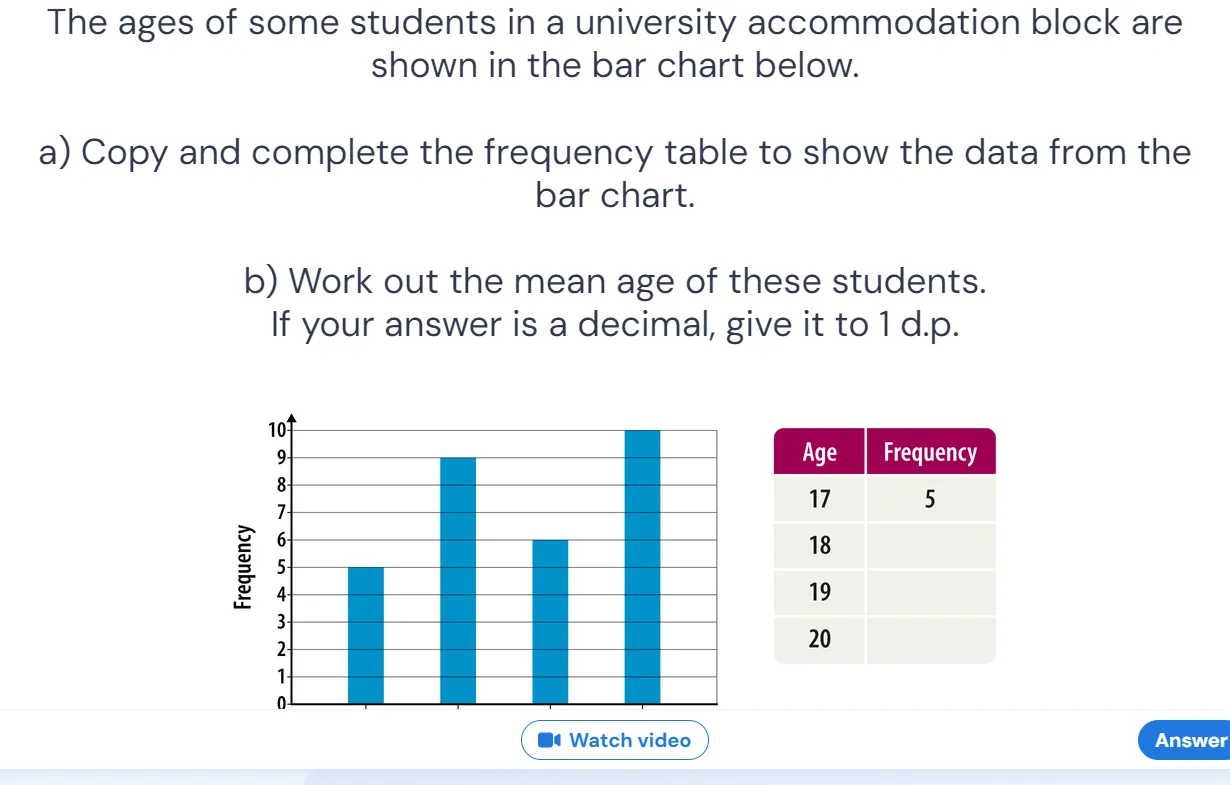 The ages of some students in a university accommodation block are
shown in the bar chart below.
a) Copy and complete the frequency table to show the data from the
bar chart.
b) Work out the mean age of these students.
If your answer is a decimal, give it to 1 d.p.
Frequency
10
9
8
7
6
5
4
3
2
1
0
Age Frequency
17 5
18
19
20
Watch video
Answer